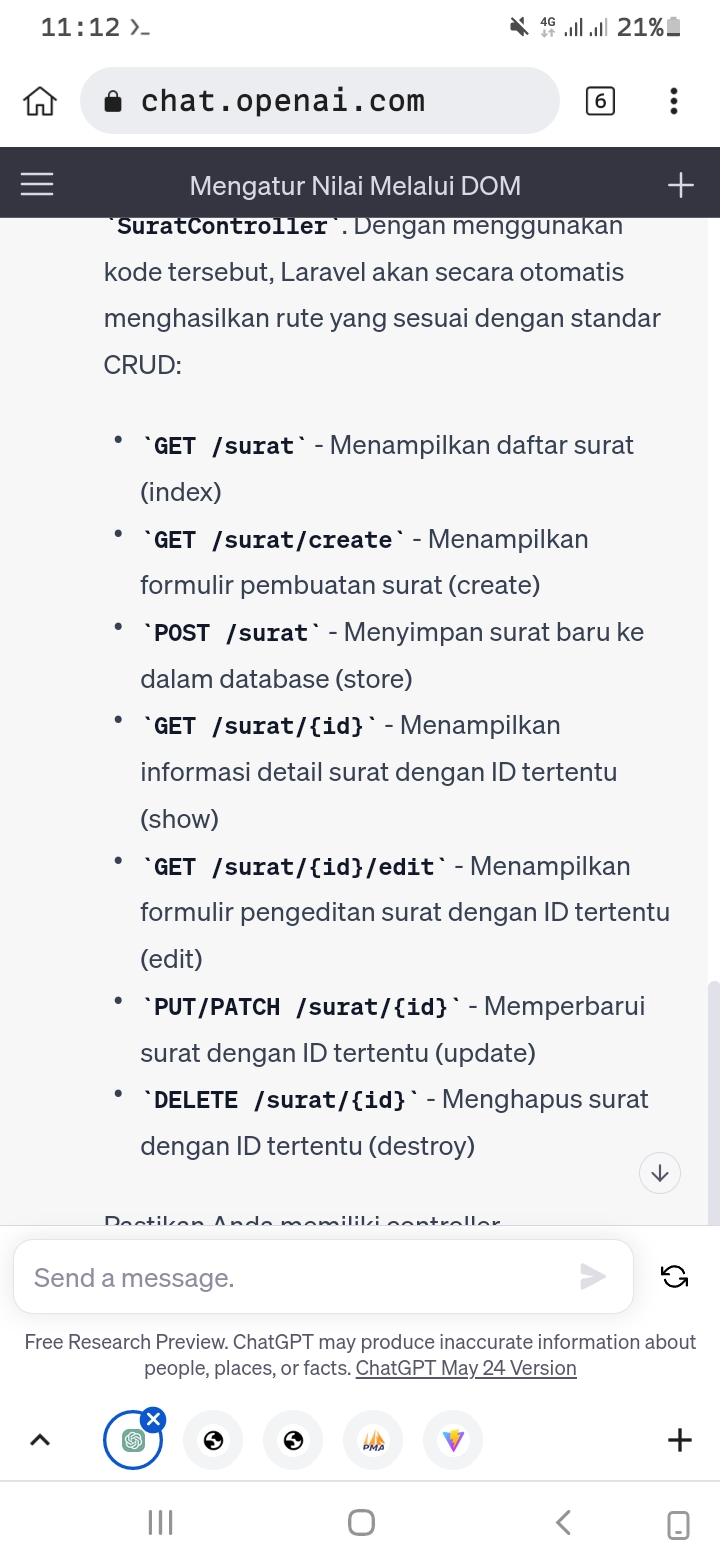 11:12 >_ 4G 21%
chat.openai.com 6
Mengatur Nilai Melalui DOM
`SuratController`. Dengan menggunakan
kode tersebut, Laravel akan secara otomatis
menghasilkan rute yang sesuai dengan standar
CRUD:
• `GET /surat` - Menampilkan daftar surat
(index)
• `GET /surat/create` - Menampilkan
formulir pembuatan surat (create)
• `POST /surat` - Menyimpan surat baru ke
dalam database (store)
• `GET /surat/{id}` - Menampilkan
informasi detail surat dengan ID tertentu
(show)
• `GET /surat/{id}/edit` - Menampilkan
formulir pengeditan surat dengan ID tertentu
(edit)
• `PUT/PATCH /surat/{id}` - Memperbarui
surat dengan ID tertentu (update)
• `DELETE /surat/{id}` - Menghapus surat
dengan ID tertentu (destroy)
Pastikan Anda memiliki controller
Send a message.
Free Research Preview. ChatGPT may produce inaccurate information about
people, places, or facts. ChatGPT May 24 Version
PMA